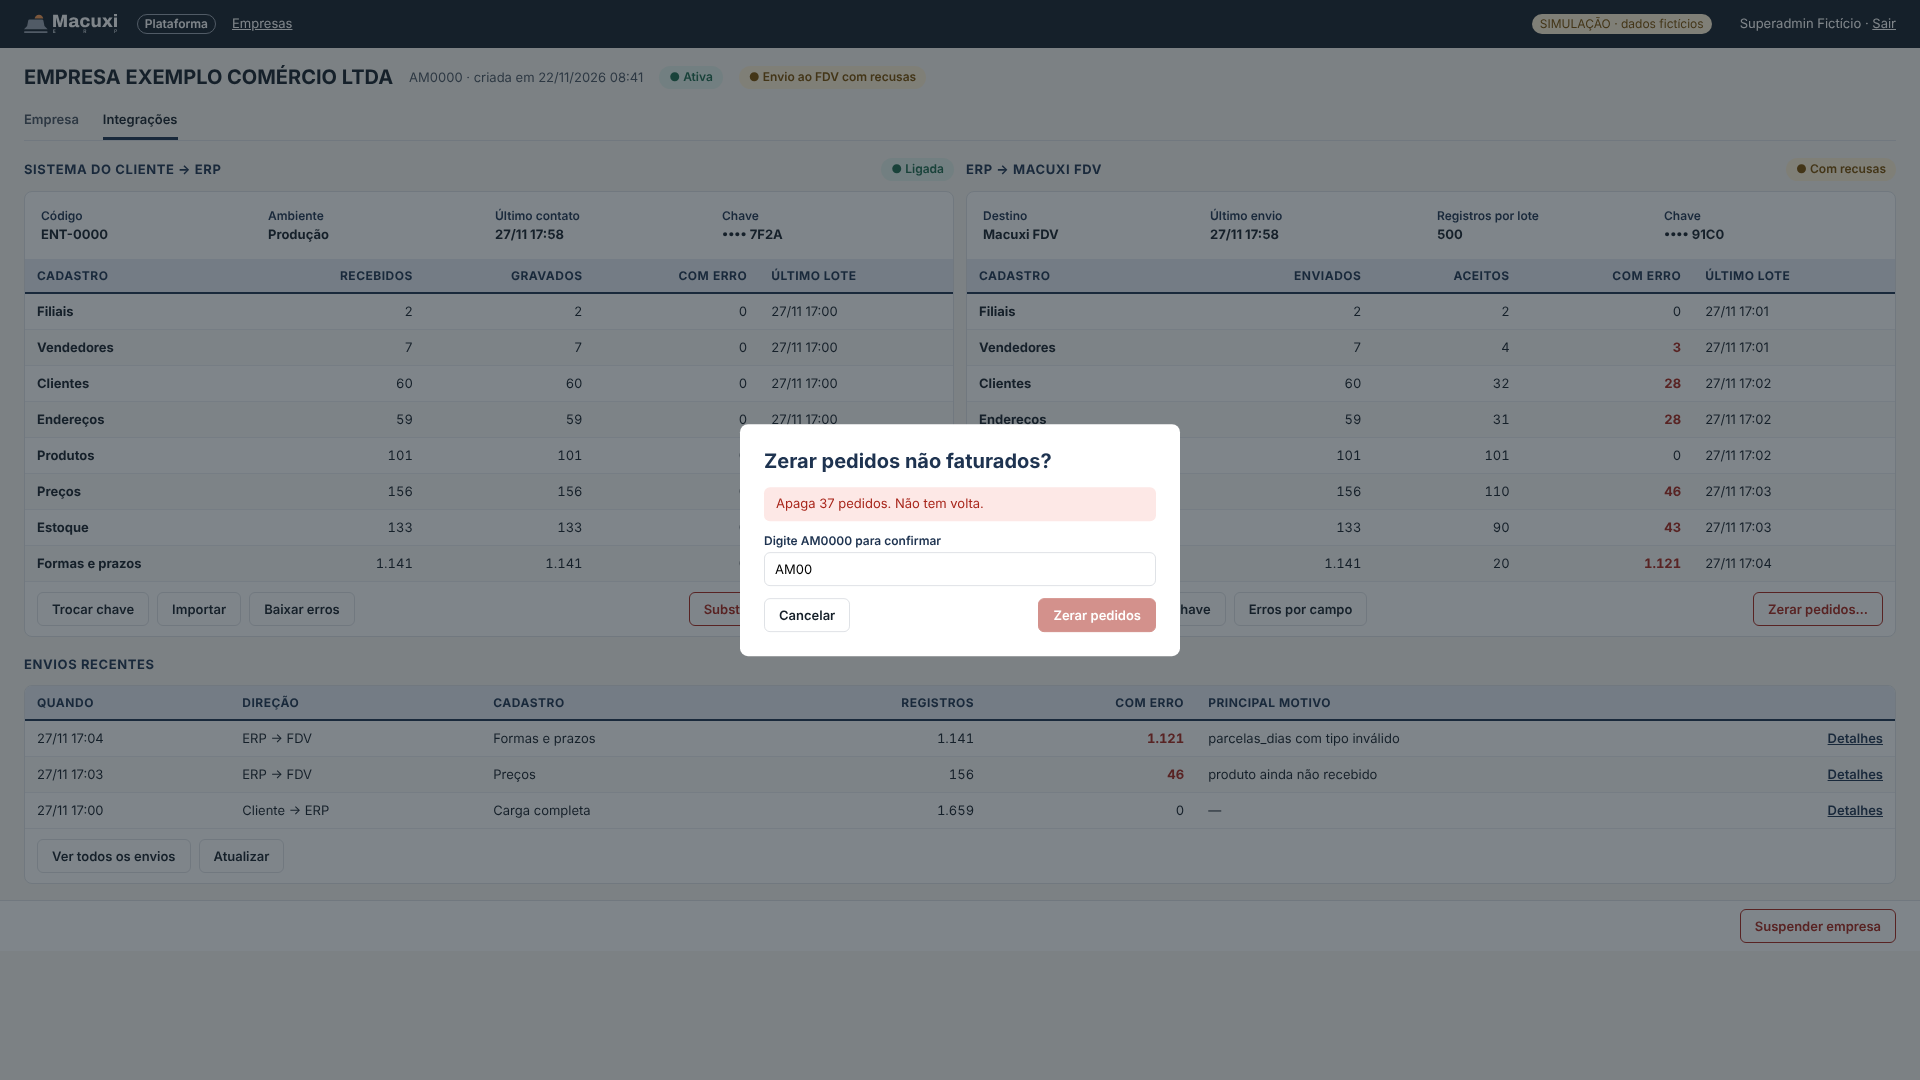 Macuxi
E R P
Plataforma
Empresas
SIMULAÇÃO · dados fictícios
Superadmin Fictício · Sair
EMPRESA EXEMPLO COMÉRCIO LTDA
AM0000 · criada em 22/11/2026 08:41
● Ativa
● Envio ao FDV com recusas
Empresa
Integrações
SISTEMA DO CLIENTE → ERP
● Ligada
Código
Ambiente
Último contato
Chave
ENT-0000
Produção
27/11 17:58
•••• 7F2A
CADASTRO RECEBIDOS GRAVADOS COM ERRO ÚLTIMO LOTE
Filiais 2 2 0 27/11 17:00
Vendedores 7 7 0 27/11 17:00
Clientes 60 60 0 27/11 17:00
Endereços 59 59 0 27/11 17:00
Produtos 101 101
Preços 156 156
Estoque 133 133
Formas e prazos 1.141 1.141
Trocar chave
Importar
Baixar erros
ERP → MACUXI FDV
● Com recusas
Destino
Último envio
Registros por lote
Chave
Macuxi FDV
27/11 17:58
500
•••• 91C0
CADASTRO ENVIADOS ACEITOS COM ERRO ÚLTIMO LOTE
Filiais 2 2 0 27/11 17:01
Vendedores 7 4 3 27/11 17:01
Clientes 60 32 28 27/11 17:02
Endereços 59 31 28 27/11 17:02
101 101 0 27/11 17:02
156 110 46 27/11 17:03
133 90 43 27/11 17:03
1.141 20 1.121 27/11 17:04
Erros por campo
Zerar pedidos...
Zerar pedidos não faturados?
Apaga 37 pedidos. Não tem volta.
Digite AM0000 para confirmar
AM00
Cancelar
Zerar pedidos
ENVIOS RECENTES
QUANDO DIREÇÃO CADASTRO REGISTROS COM ERRO PRINCIPAL MOTIVO
27/11 17:04 ERP → FDV Formas e prazos 1.141 1.121 parcelas_dias com tipo inválido Detalhes
27/11 17:03 ERP → FDV Preços 156 46 produto ainda não recebido Detalhes
27/11 17:00 Cliente → ERP Carga completa 1.659 0 — Detalhes
Ver todos os envios
Atualizar
Suspender empresa